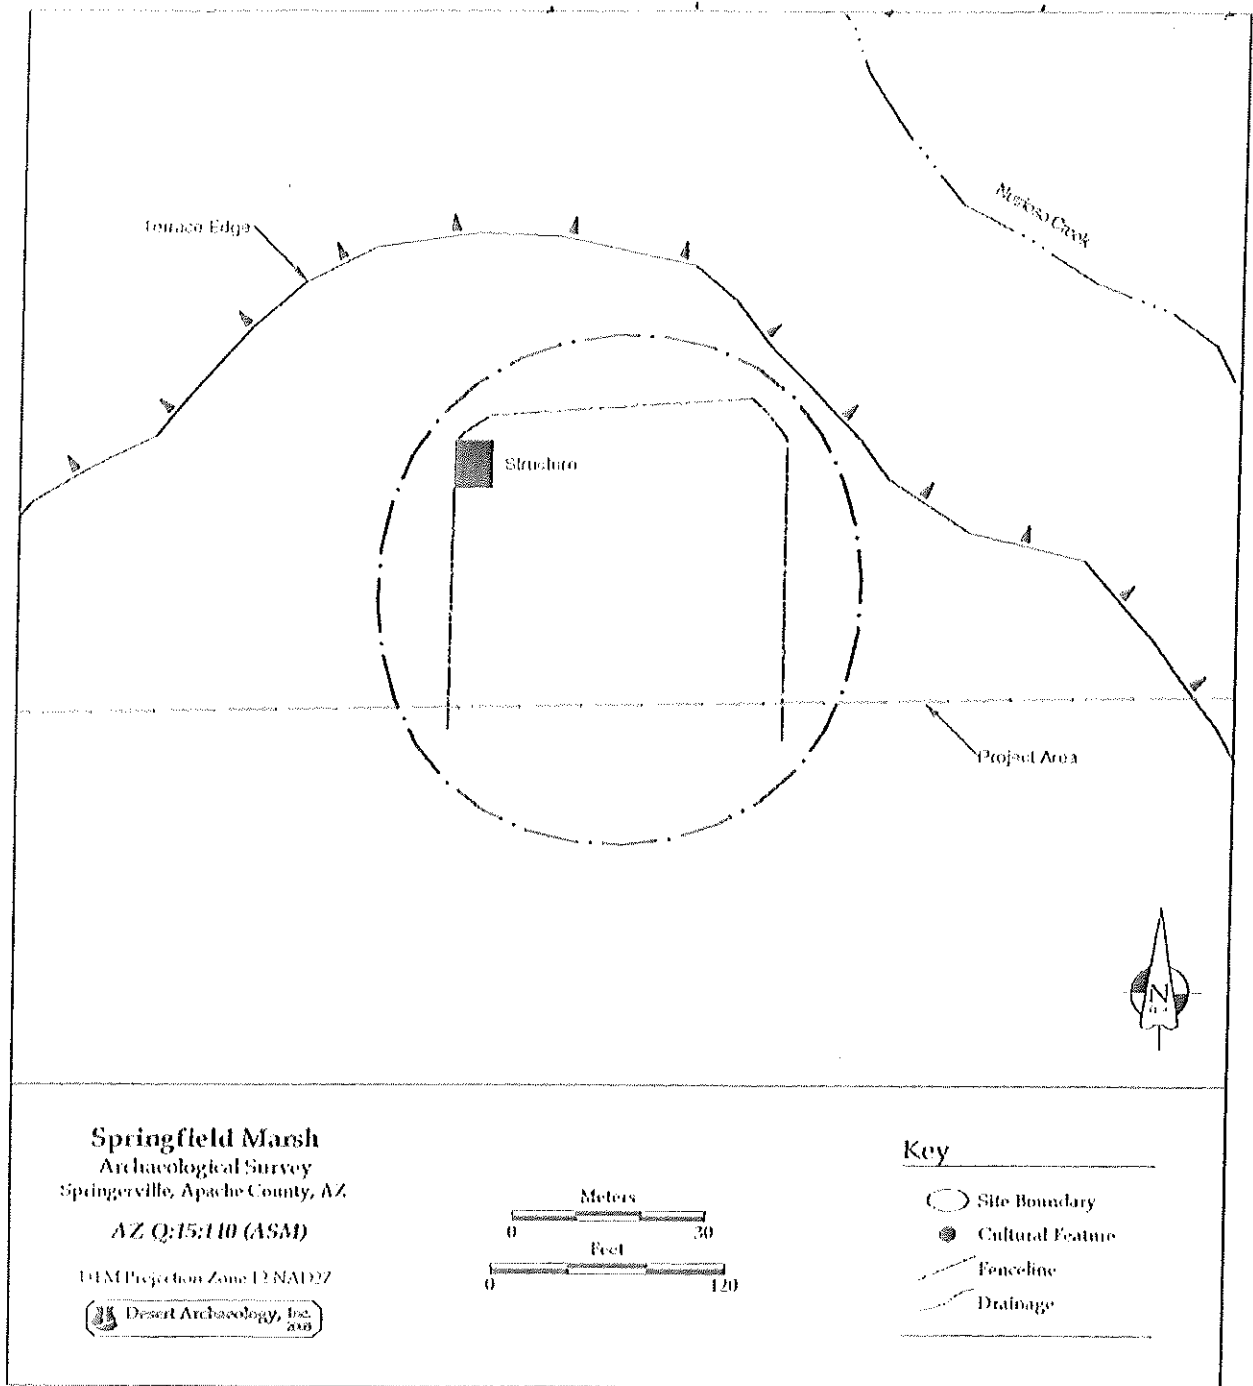 Nutrioso Creek
Terrace Edge
Structure
Project Area
N
Springfield Marsh
Archaeological Survey
Springerville, Apache County, AZ
AZ Q:15:110 (ASM)
UTM Projection Zone 12 NAD27
Desert Archaeology, Inc.
Meters
0 30
Feet
0 120
Key
Site Boundary
Cultural Feature
Fenceline
Drainage